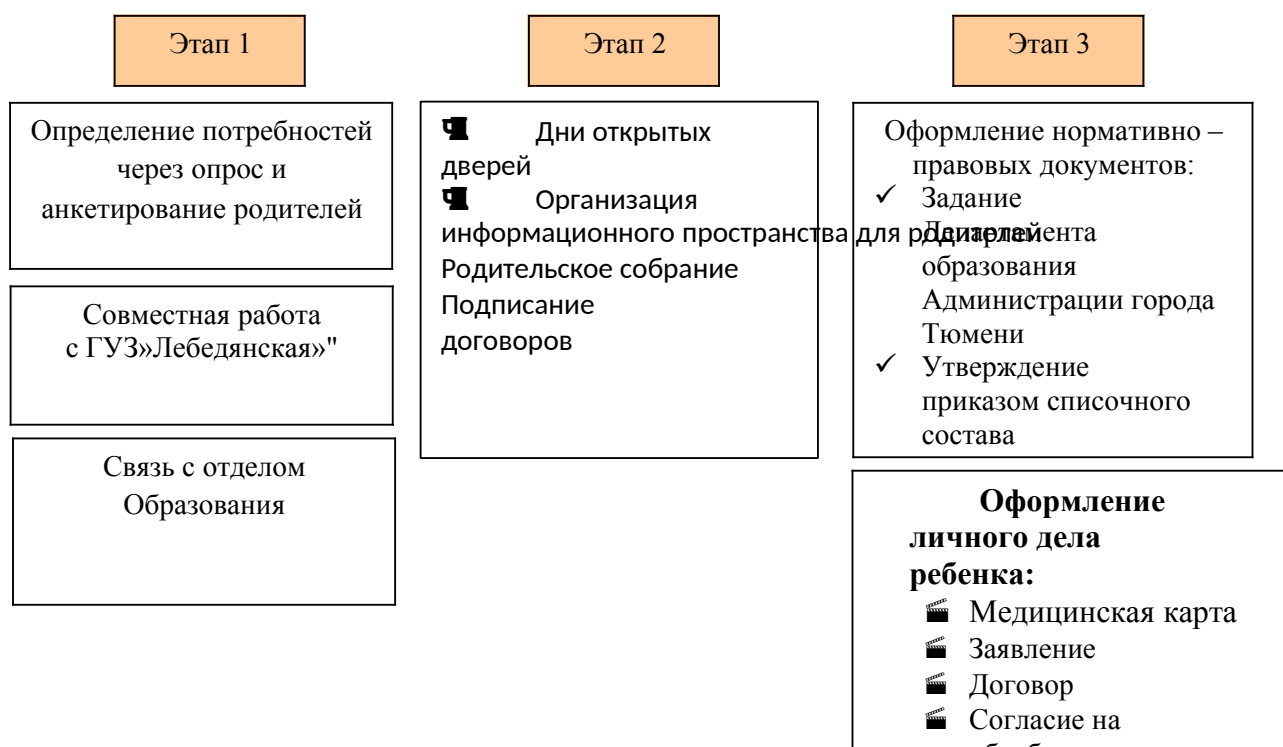 Этап 1
Определение потребностей
через опрос и
анкетирование родителей
Совместная работа
с ГУЗ»Лебедянская»"
Связь с отделом
Образования
Этап 2
Дни открытых
дверей
Организация
информационного пространства для родителей.
Родительское собрание
Подписание
договоров
Этап 3
Оформление нормативно –
правовых документов:
✓ Задание
Департамента
образования
Администрации города
Тюмени
✓ Утверждение
приказом списочного
состава
Оформление
личного дела
ребенка:
Медицинская карта
Заявление
Договор
Согласие на